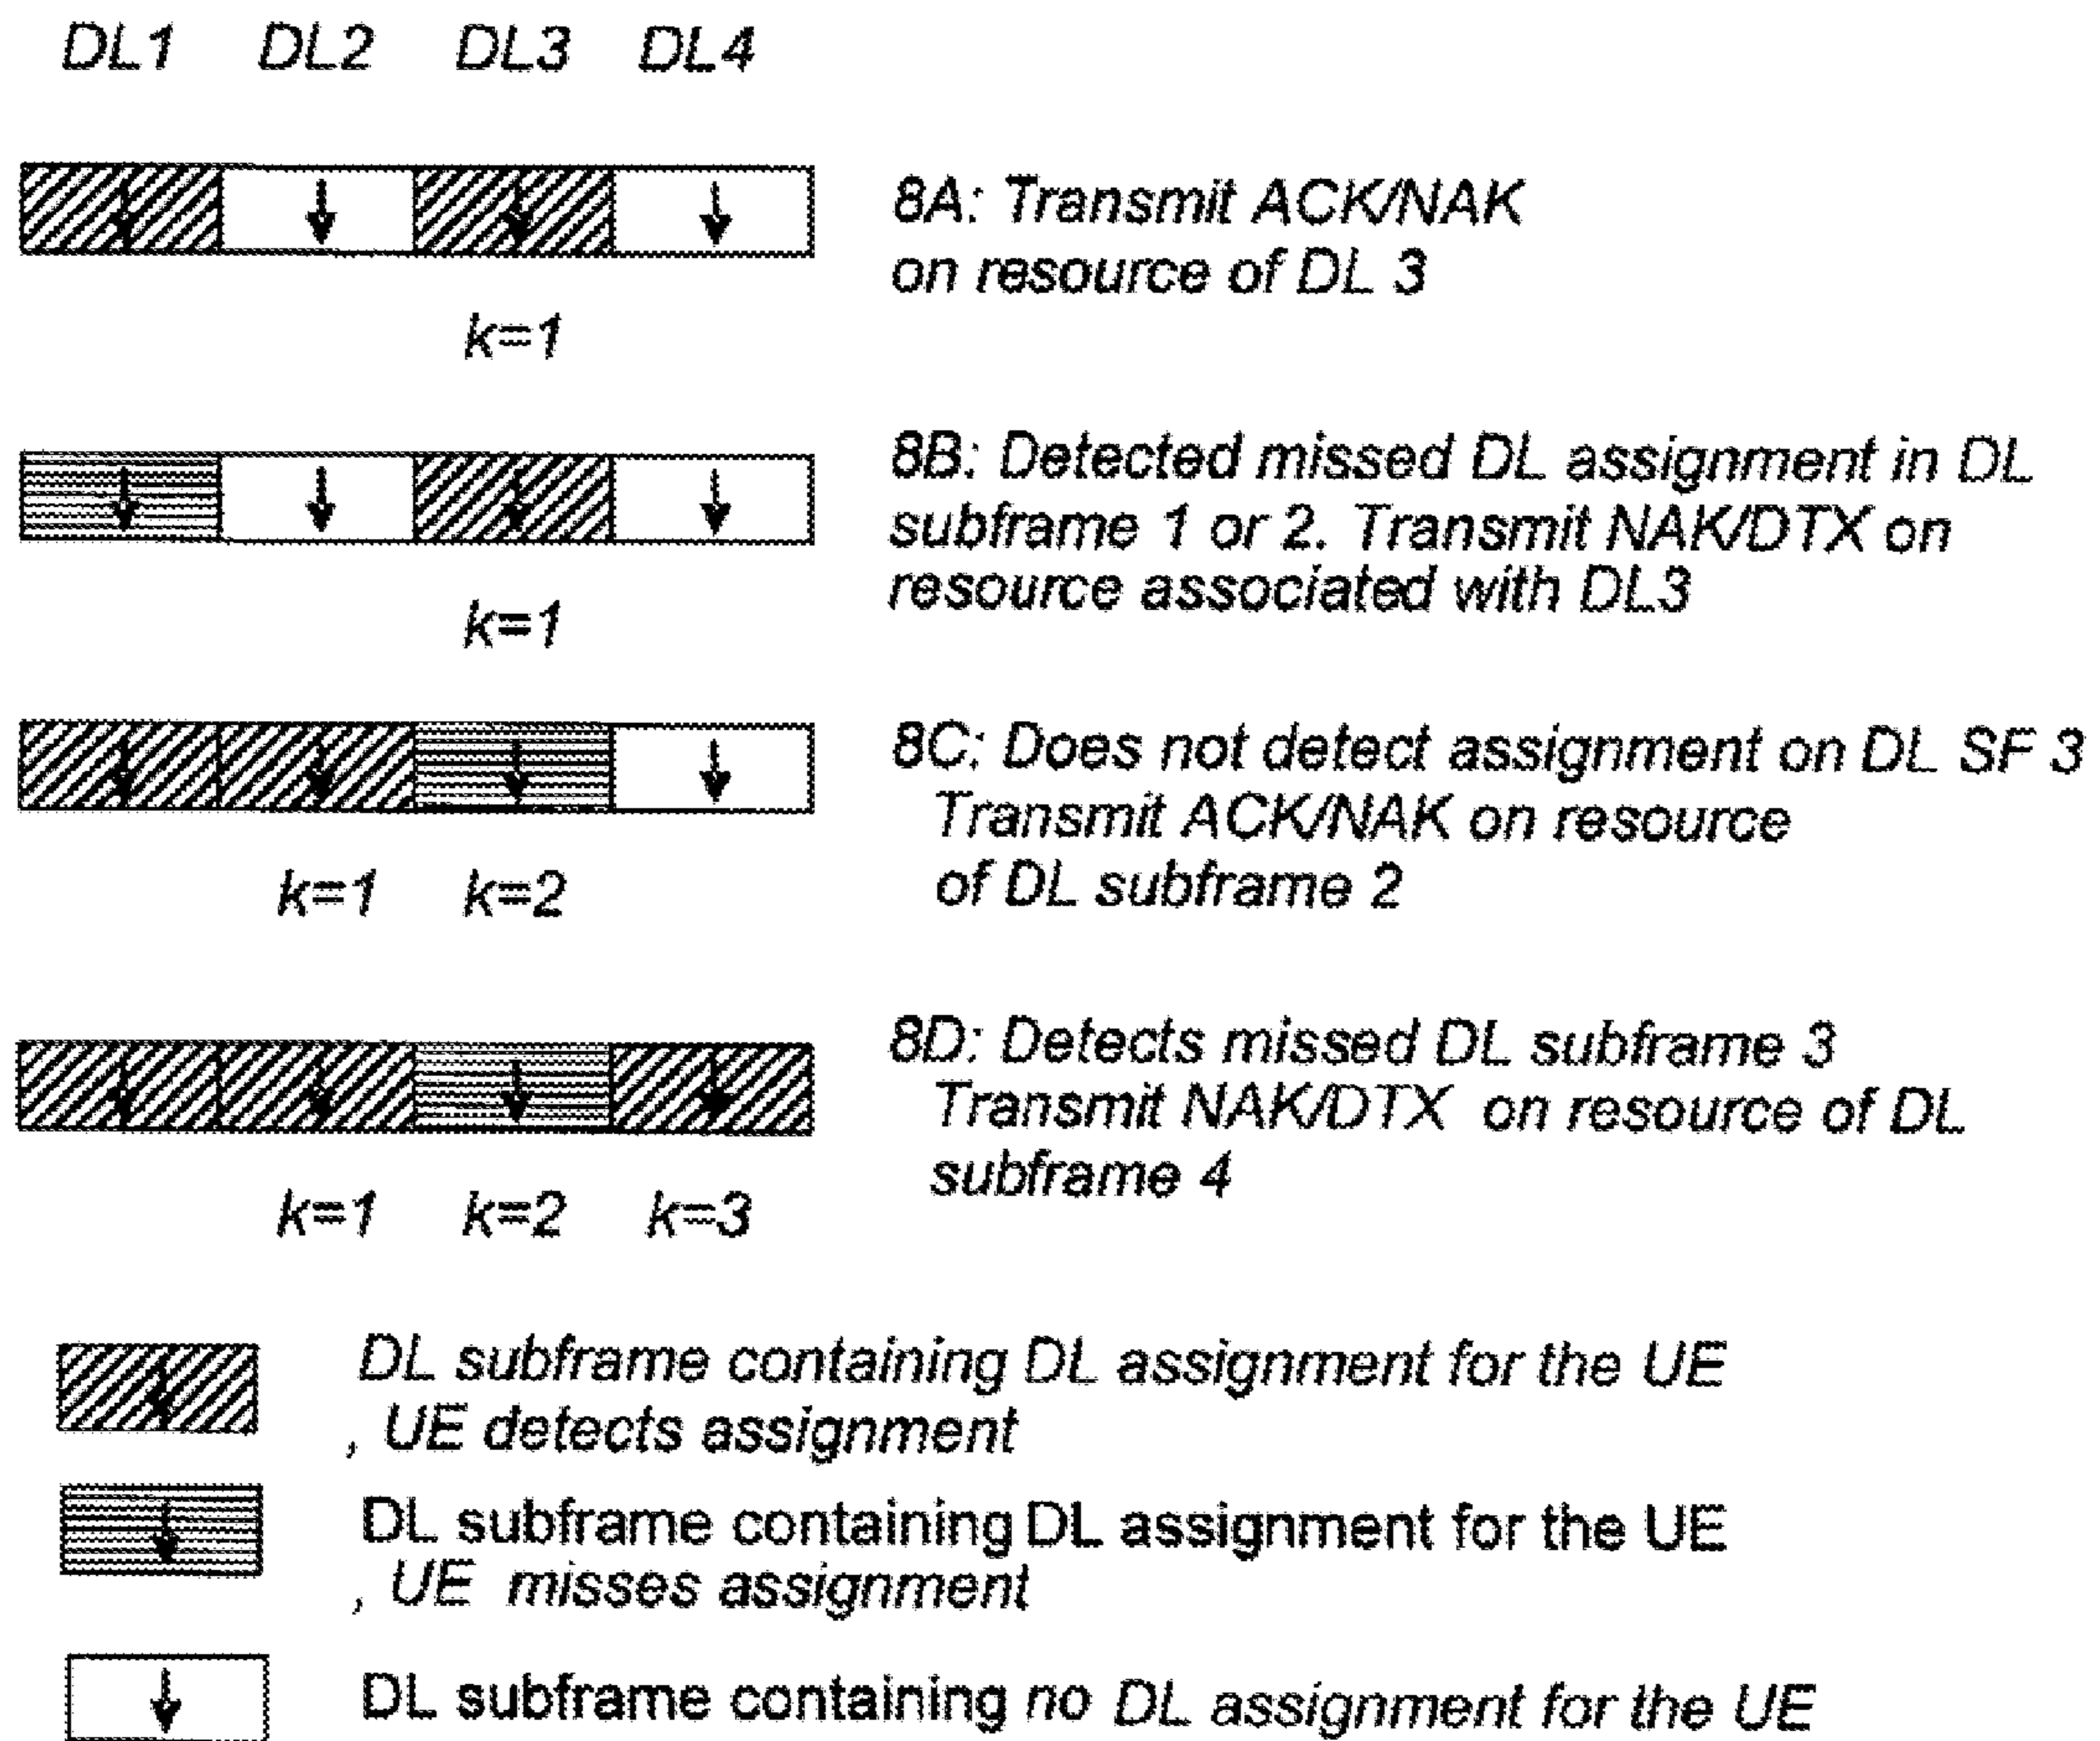 DL1 DL2 DL3 DL4
8A: Transmit ACK/NAK
on resource of DL 3
k=1
8B: Detected missed DL assignment in DL
subframe 1 or 2. Transmit NAK/DTX on
resource associated with DL3
k=1
8C: Does not detect assignment on DL SF 3
Transmit ACK/NAK on resource
of DL subframe 2
k=1 k=2
8D: Detects missed DL subframe 3
Transmit NAK/DTX on resource of DL
subframe 4
k=1 k=2 k=3
DL subframe containing DL assignment for the UE
, UE detects assignment
DL subframe containing DL assignment for the UE
, UE misses assignment
DL subframe containing no DL assignment for the UE